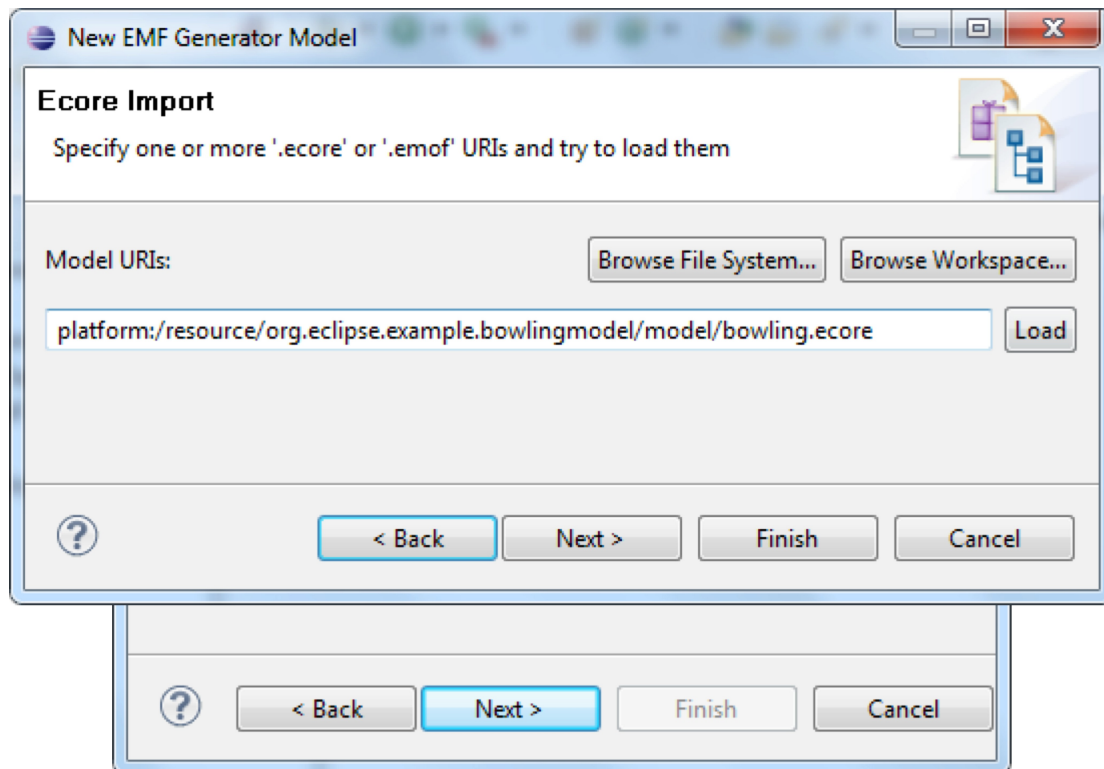 New EMF Generator Model
Ecore Import
Specify one or more '.ecore' or '.emof' URIs and try to load them
Model URIs:
Browse File System...
Browse Workspace...
platform:/resource/org.eclipse.example.bowlingmodel/model/bowling.ecore
Load
?
< Back
Next >
Finish
Cancel
?
< Back
Next >
Finish
Cancel